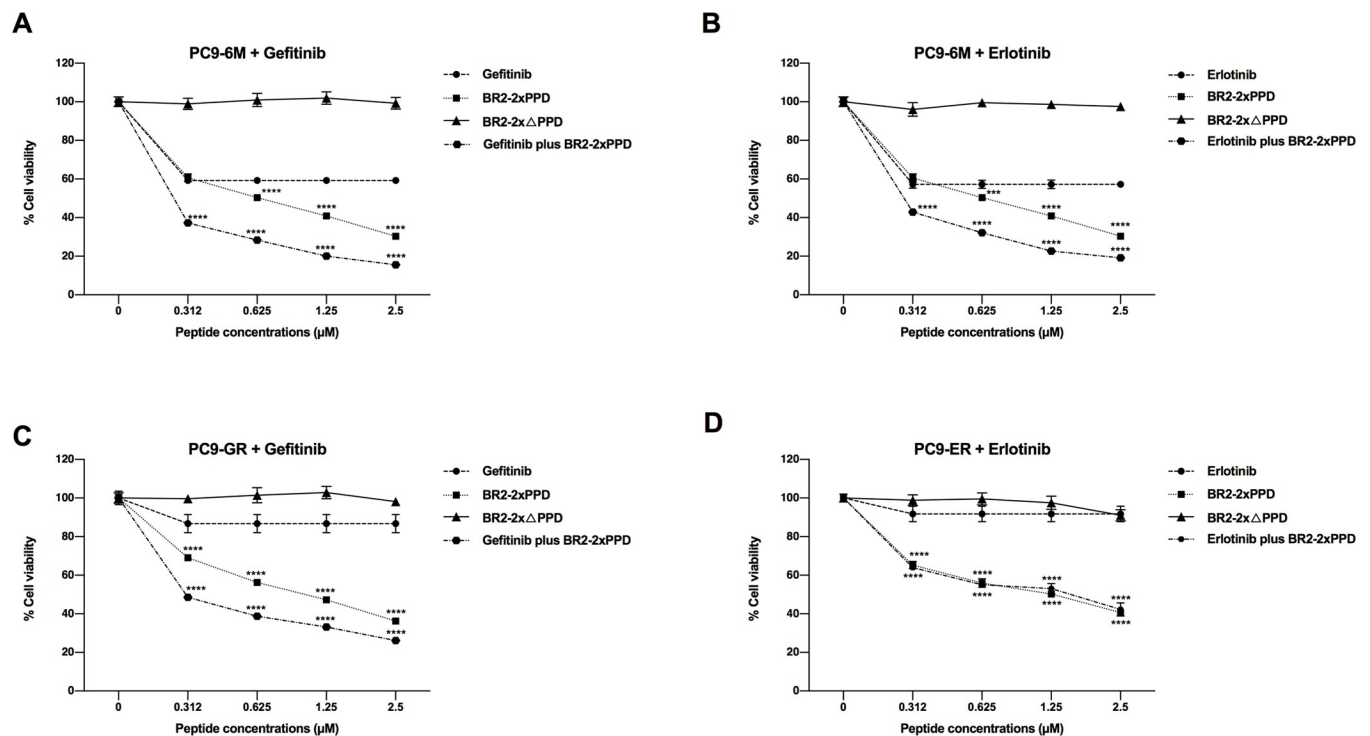 A
PC9-6M + Gefitinib
% Cell viability
120
100
80
60
40
20
0
****
****
****
****
****
****
****
0
0.312
0.625
1.25
2.5
Peptide concentrations (μM)
Gefitinib
BR2-2xPPD
BR2-2x△PPD
Gefitinib plus BR2-2xPPD
B
PC9-6M + Erlotinib
% Cell viability
120
100
80
60
40
20
0
***
****
****
****
****
****
****
0
0.312
0.625
1.25
2.5
Peptide concentrations (μM)
Erlotinib
BR2-2xPPD
BR2-2x△PPD
Erlotinib plus BR2-2xPPD
C
PC9-GR + Gefitinib
% Cell viability
120
100
80
60
40
20
0
****
****
****
****
****
****
****
****
0
0.312
0.625
1.25
2.5
Peptide concentrations (μM)
Gefitinib
BR2-2xPPD
BR2-2x△PPD
Gefitinib plus BR2-2xPPD
D
PC9-ER + Erlotinib
% Cell viability
120
100
80
60
40
20
0
****
****
****
****
****
****
****
****
0
0.312
0.625
1.25
2.5
Peptide concentrations (μM)
Erlotinib
BR2-2xPPD
BR2-2x△PPD
Erlotinib plus BR2-2xPPD